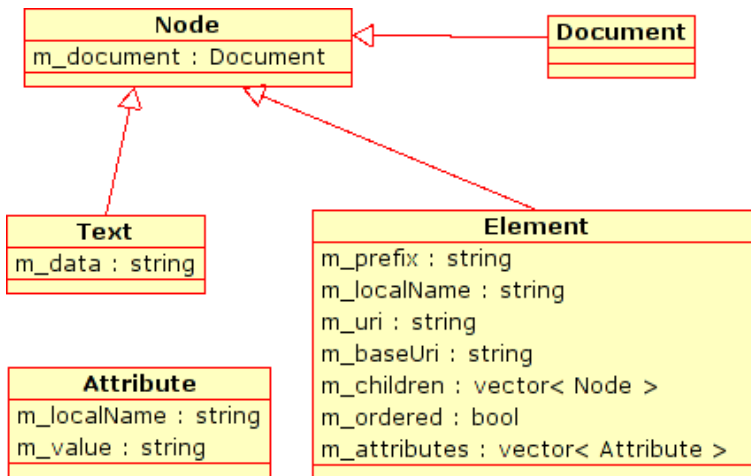 Node
m_document : Document
Document
Text
m_data : string
Element
m_prefix : string
m_localName : string
m_uri : string
m_baseUri : string
m_children : vector< Node >
m_ordered : bool
m_attributes : vector< Attribute >
Attribute
m_localName : string
m_value : string